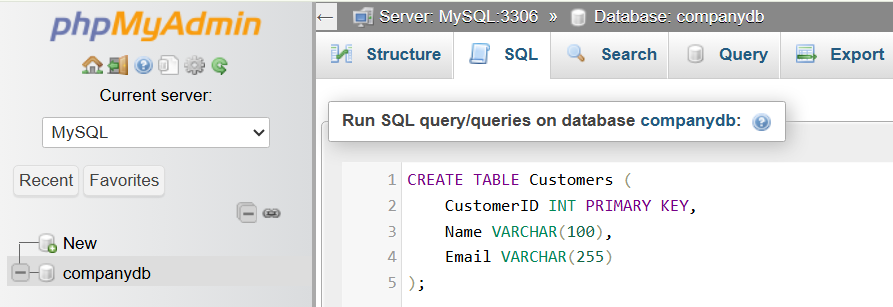 phpMyAdmin
Current server:
MySQL
Recent Favorites
New
companydb
← Server: MySQL:3306 » Database: companydb
Structure SQL Search Query Export
Run SQL query/queries on database companydb:
1 CREATE TABLE Customers (
2 CustomerID INT PRIMARY KEY,
3 Name VARCHAR(100),
4 Email VARCHAR(255)
5 );